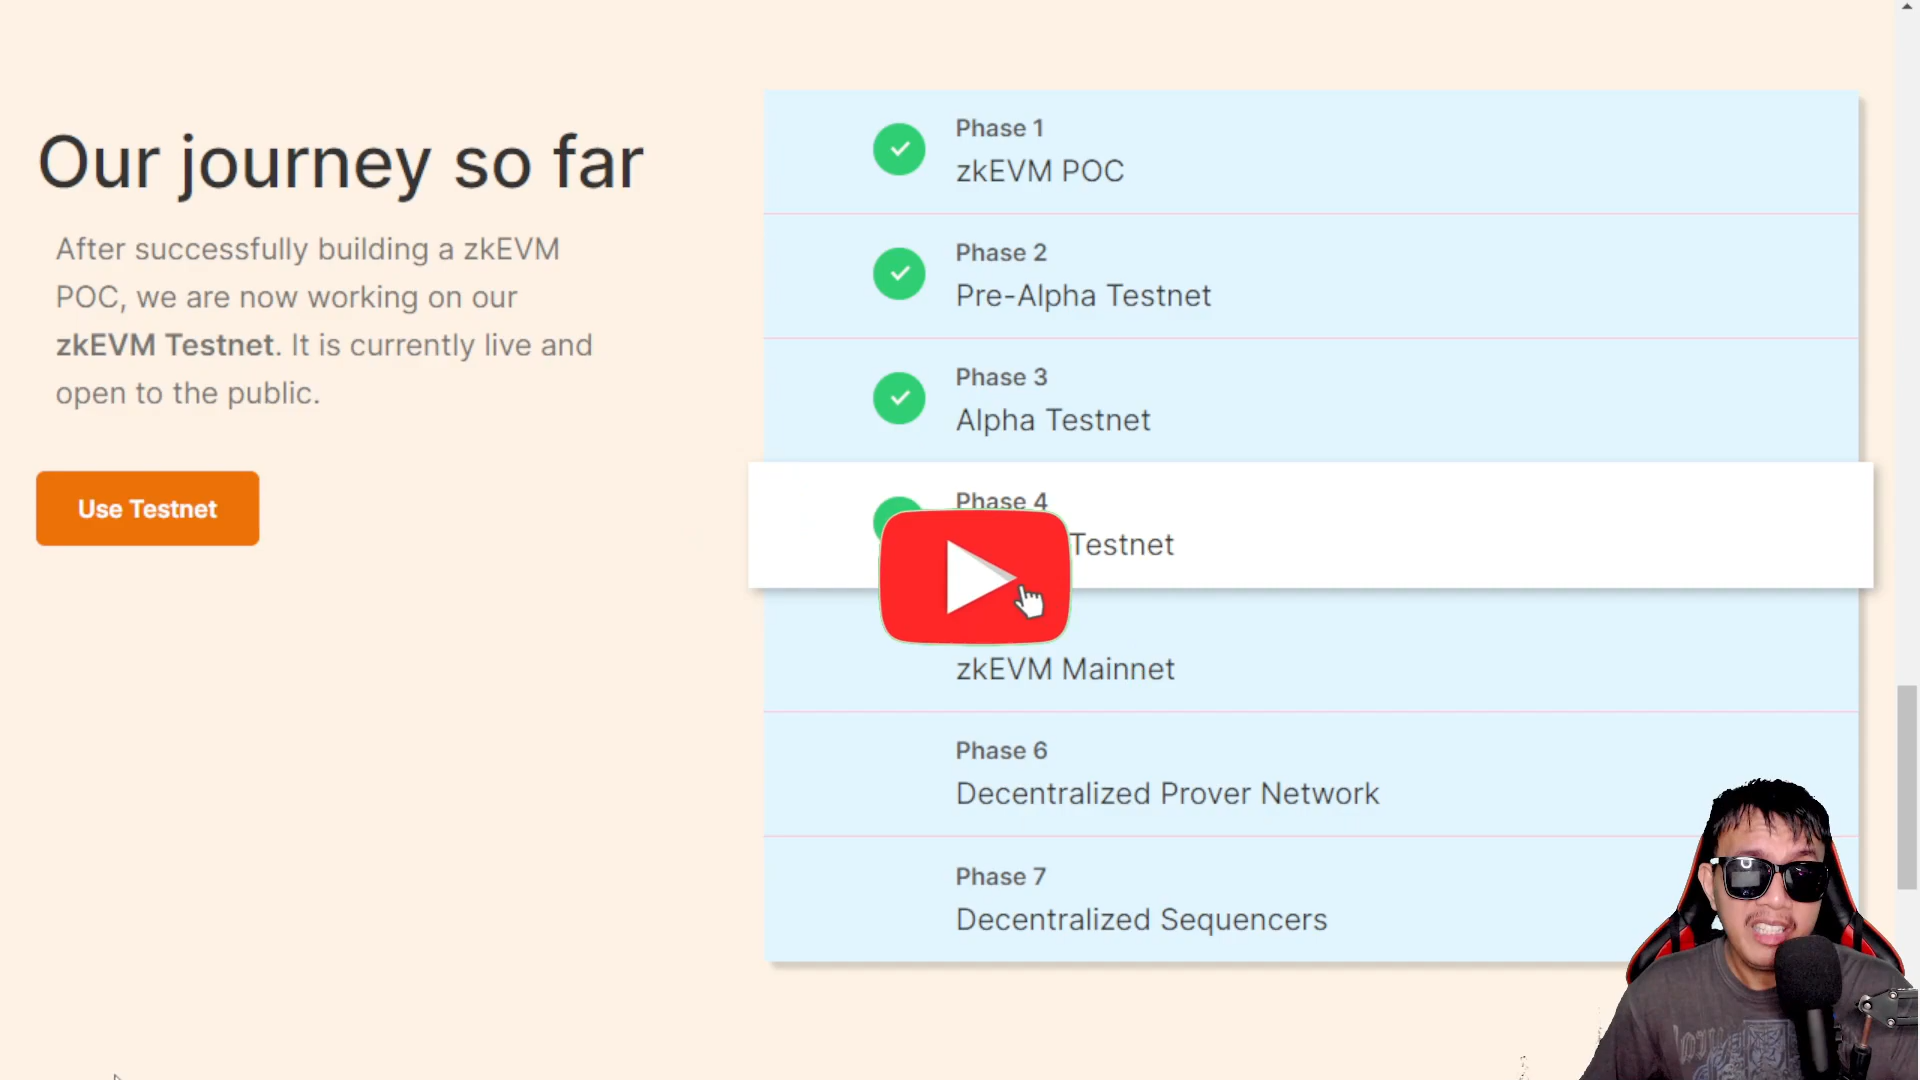 Our journey so far
After successfully building a zkEVM
POC, we are now working on our
zkEVM Testnet. It is currently live and
open to the public.
Use Testnet
Phase 1
zkEVM POC
Phase 2
Pre-Alpha Testnet
Phase 3
Alpha Testnet
Phase 4
Testnet
zkEVM Mainnet
Phase 6
Decentralized Prover Network
Phase 7
Decentralized Sequencers